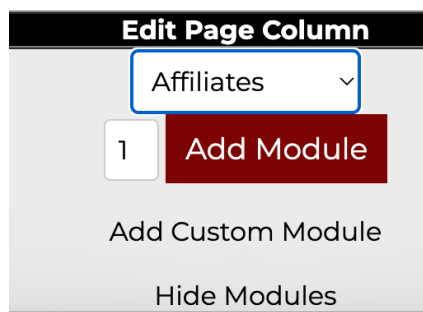 Edit Page Column
Affiliates
1 Add Module
Add Custom Module
Hide Modules